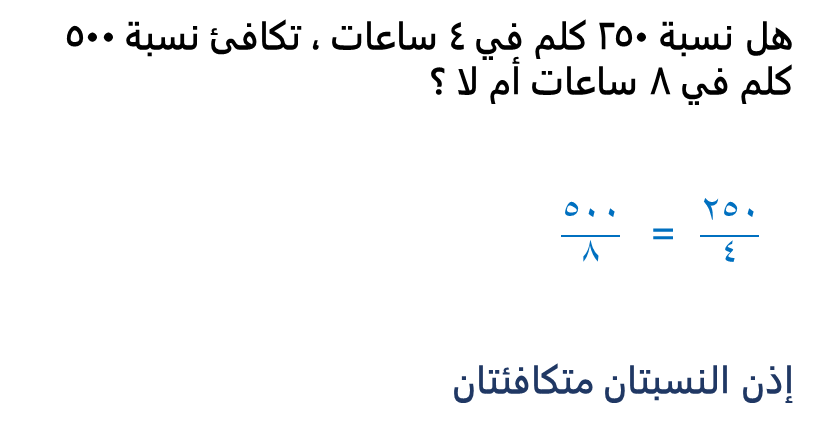 هل نسبة ٢٥٠ كلم في ٤ ساعات ، تكافئ نسبة ٥٠٠
كلم في ٨ ساعات أم لا ؟
٢٥٠/٤ = ٥٠٠/٨
إذن النسبتان متكافئتان